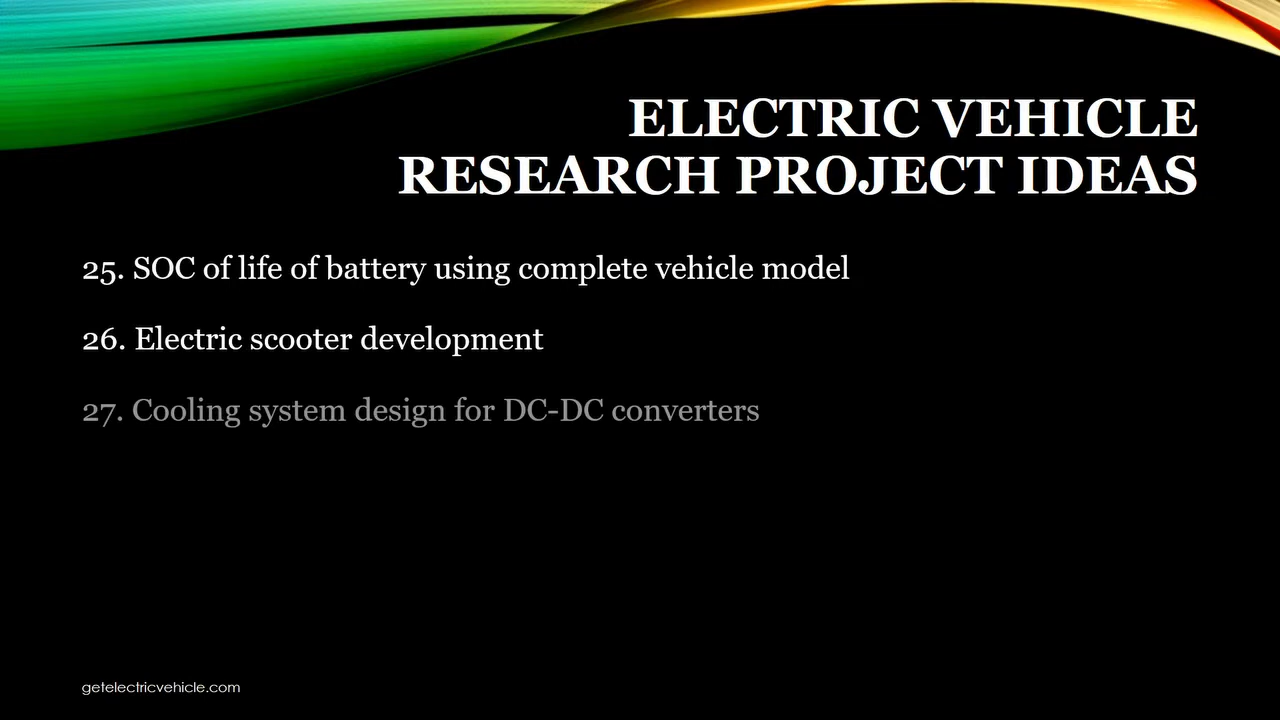 ELECTRIC VEHICLE
RESEARCH PROJECT IDEAS
25. SOC of life of battery using complete vehicle model
26. Electric scooter development
27. Cooling system design for DC-DC converters
getelectricvehicle.com